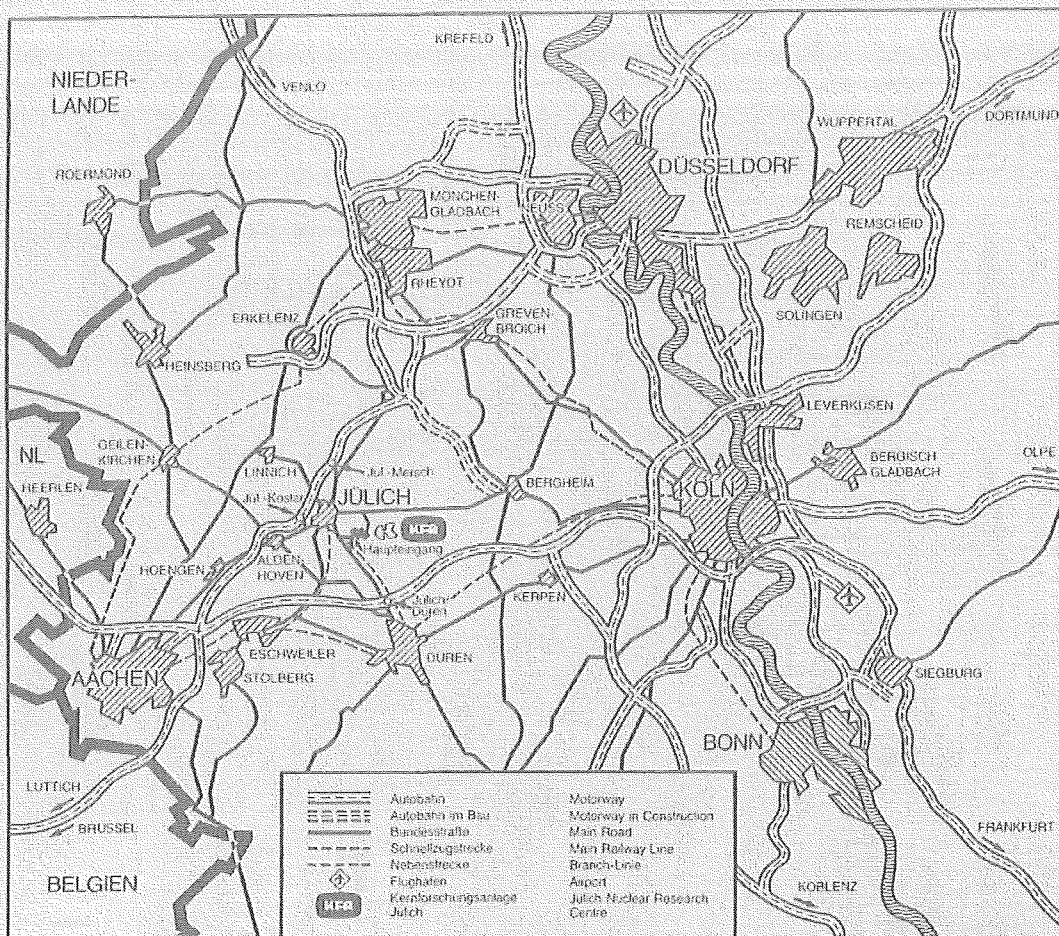 KREFELD
NIEDER-
LANDE
VENLO
WUPPERTAL
DORTMUND
ROERMOND
DÜSSELDORF
MÖNCHEN-
GLADBACH
NEUSS
REMSCHEID
RHEYDT
SOLINGEN
ERKELENZ
GREVEN-
BROICH
HEINSBERG
LEVERKUSEN
GEILEN-
KIRCHEN
NL
LINNICH
Jül.-Mersch
BERGISCH
GLADBACH
OLPE
HEERLEN
Jül.-Koslar
JÜLICH
BERGHEIM
KÖLN
KFA
Haupteingang
ALDEN-
HOVEN
HOENGEN
Jülich/
Düren
KERPEN
ESCHWEILER
DÜREN
AACHEN
STOLBERG
SIEGBURG
BONN
LÜTTICH
BRÜSSEL
FRANKFURT
BELGIEN
KOBLENZ
Autobahn Motorway
Autobahn im Bau Motorway in Construction
Bundesstraße Main Road
Schnellzugstrecke Main Railway Line
Nebenstrecke Branch-Line
Flughafen Airport
KFA Kernforschungsanlage Jülich Nuclear Research
Jülich Centre